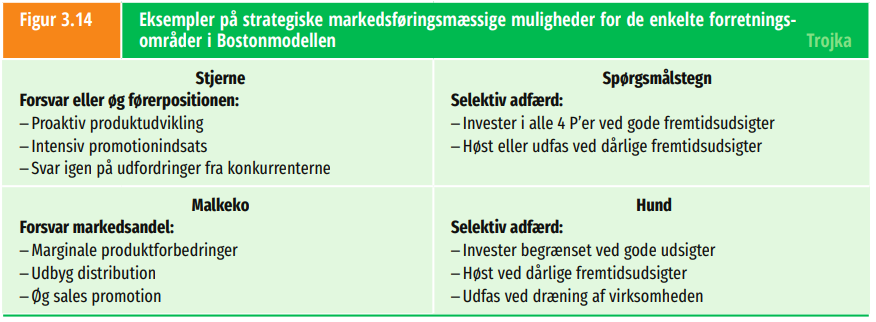 Figur 3.14
Eksempler på strategiske markedsføringsmæssige muligheder for de enkelte forretnings-
områder i Bostonmodellen
Trojka
Stjerne
Forsvar eller øg førerpositionen:
– Proaktiv produktudvikling
– Intensiv promotionindsats
– Svar igen på udfordringer fra konkurrenterne
Spørgsmålstegn
Selektiv adfærd:
– Invester i alle 4 P'er ved gode fremtidsudsigter
– Høst eller udfas ved dårlige fremtidsudsigter
Malkeko
Forsvar markedsandel:
– Marginale produktforbedringer
– Udbyg distribution
– Øg sales promotion
Hund
Selektiv adfærd:
– Invester begrænset ved gode udsigter
– Høst ved dårlige fremtidsudsigter
– Udfas ved dræning af virksomheden